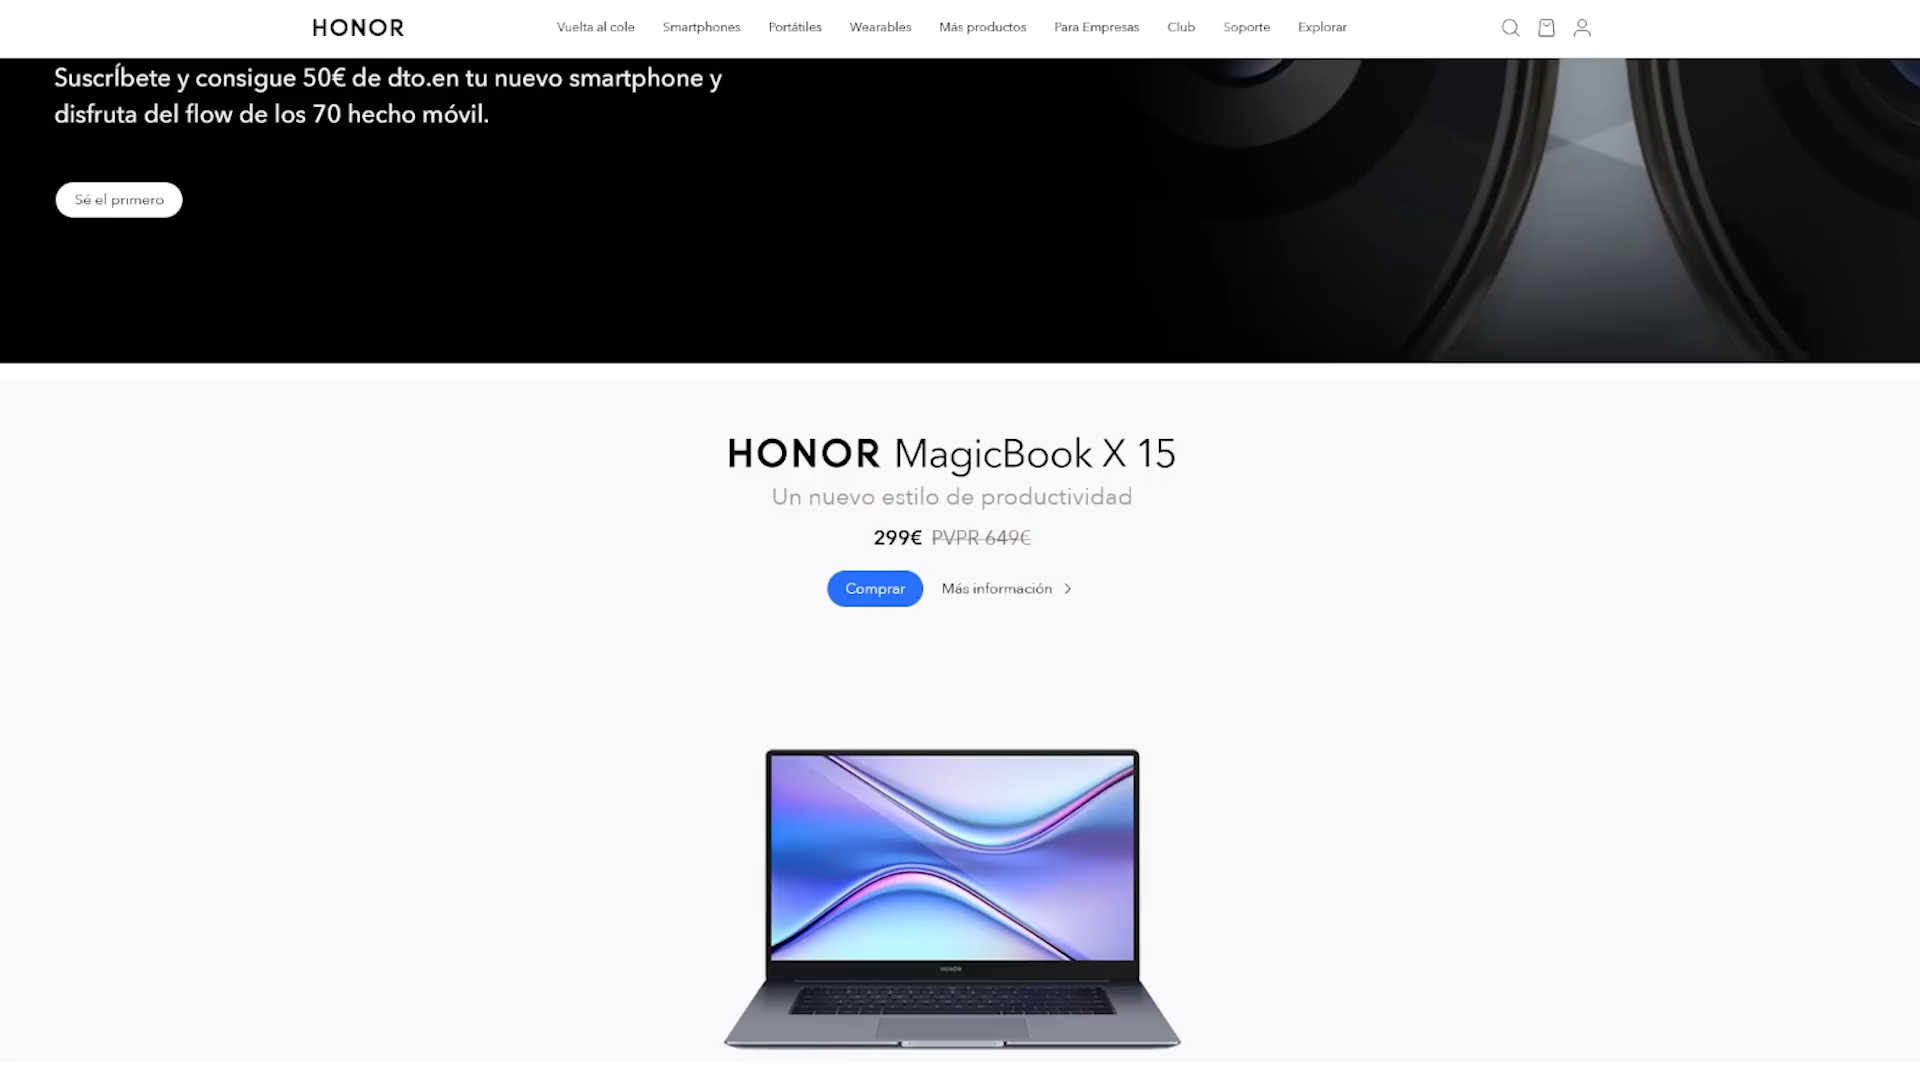 HONOR
Vuelta al cole
Smartphones
Portátiles
Wearables
Más productos
Para Empresas
Club
Soporte
Explorar
SuscrÍbete y consigue 50€ de dto.en tu nuevo smartphone y
disfruta del flow de los 70 hecho móvil.
Sé el primero
HONOR MagicBook X 15
Un nuevo estilo de productividad
299€ PVPR 649€
Comprar
Más información
HONOR